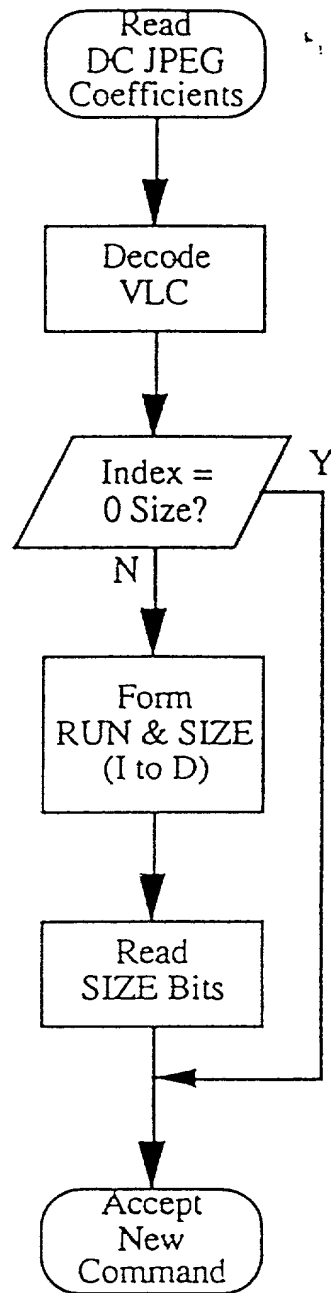 Read
DC JPEG
Coefficients
Decode
VLC
Index =
0 Size?
Y
N
Form
RUN & SIZE
(I to D)
Read
SIZE Bits
Accept
New
Command